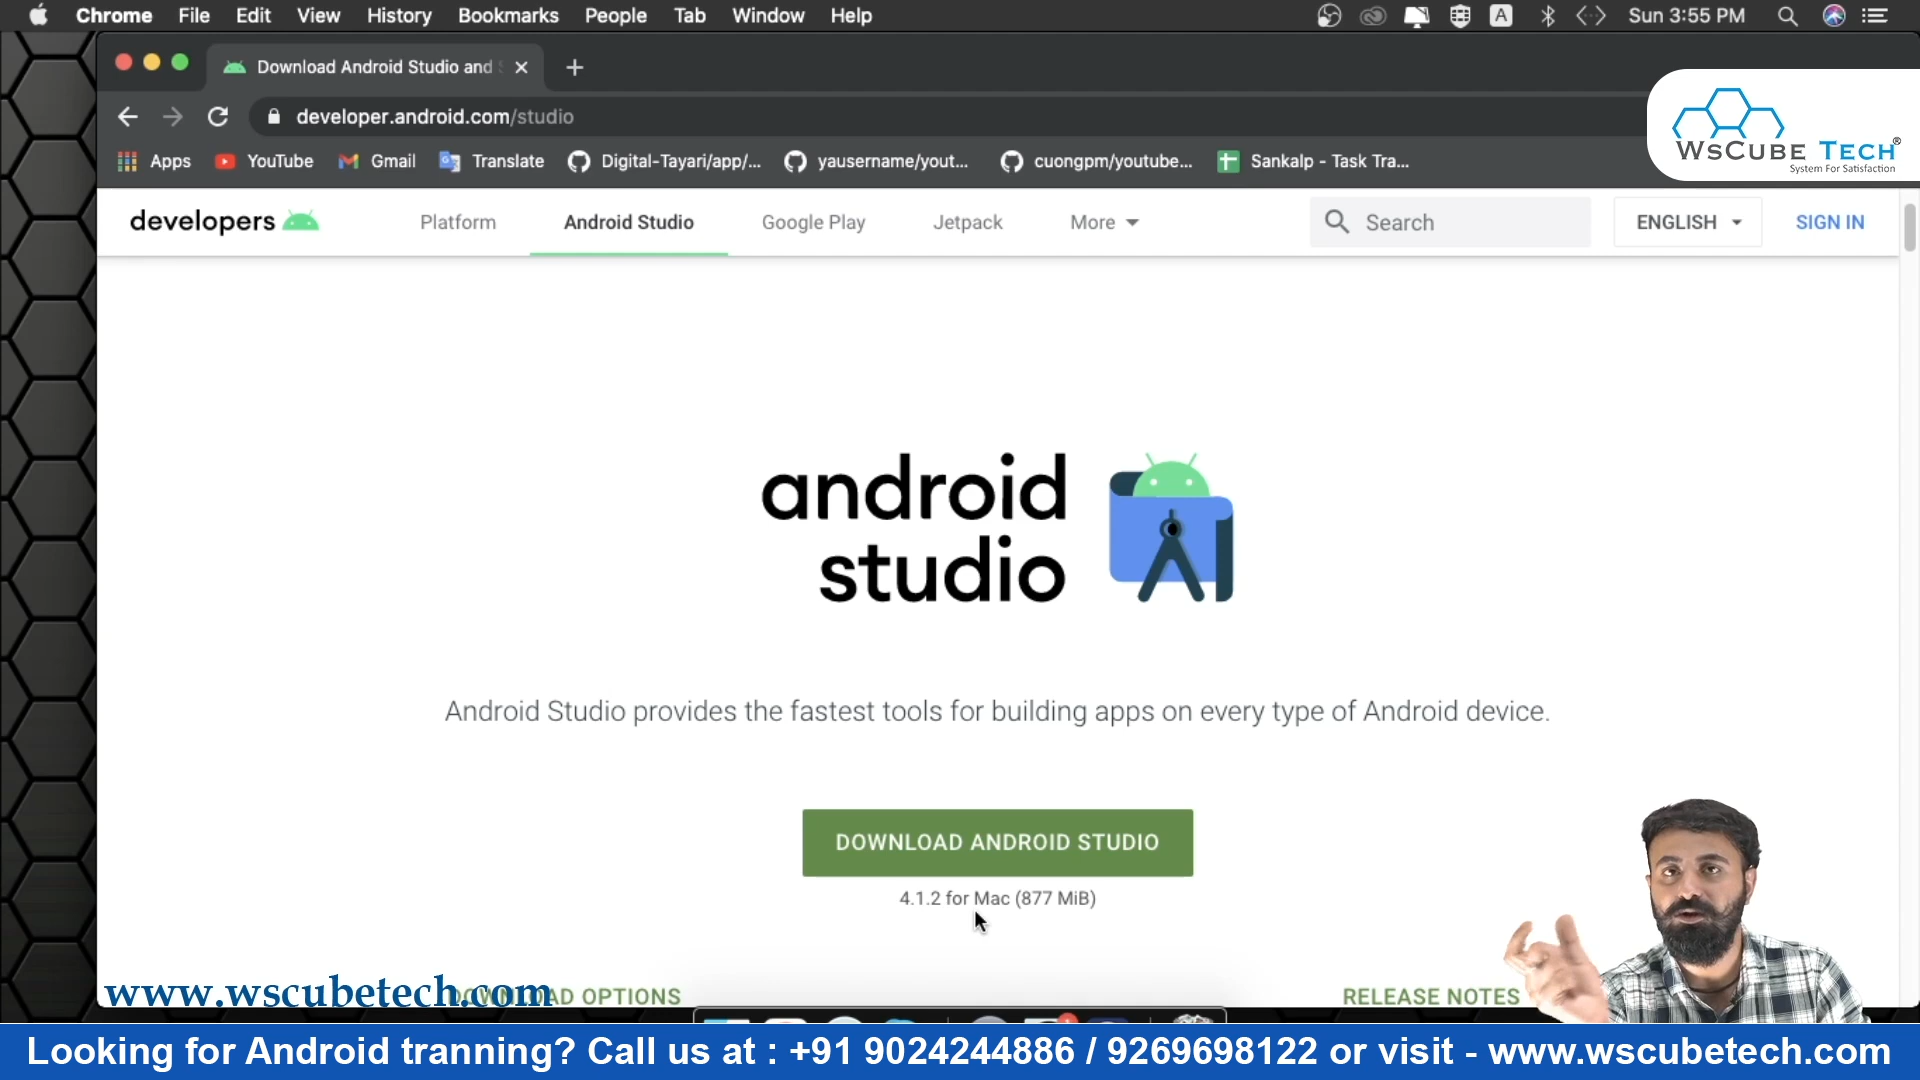 Chrome File Edit View History Bookmarks People Tab Window Help
A Sun 3:55 PM
Download Android Studio and
developer.android.com/studio
WsCube Tech®
System For Satisfaction
Apps YouTube Gmail Translate Digital-Tayari/app/... yausername/yout... cuongpm/youtube... Sankalp - Task Tra...
developers Platform Android Studio Google Play Jetpack More Search ENGLISH SIGN IN
android
studio
Android Studio provides the fastest tools for building apps on every type of Android device.
DOWNLOAD ANDROID STUDIO
4.1.2 for Mac (877 MiB)
www.wscubetech.com
DOWNLOAD OPTIONS RELEASE NOTES
Looking for Android tranning? Call us at : +91 9024244886 / 9269698122 or visit - www.wscubetech.com